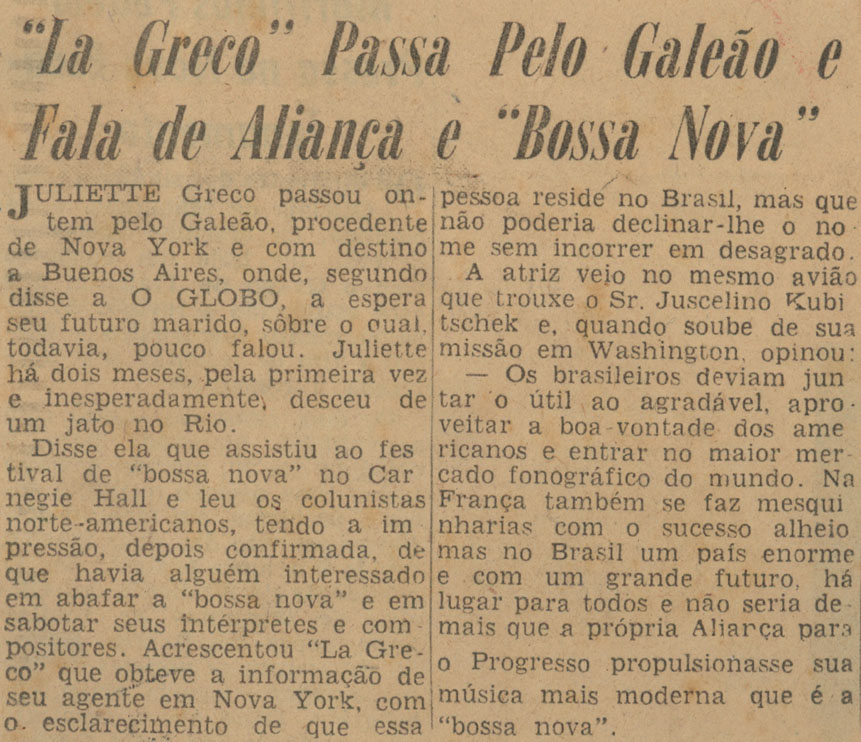 “La Greco” Passa Pelo Galeão e
Fala de Aliança e “Bossa Nova”
JULIETTE Greco passou on-
tem pelo Galeão, procedente
de Nova York e com destino
a Buenos Aires, onde, segundo
disse a O GLOBO, a espera
seu futuro marido, sôbre o qual,
todavia, pouco falou. Juliette
há dois meses, pela primeira vez
e inesperadamente, desceu de
um jato no Rio.
Disse ela que assistiu ao fes
tival de “bossa nova” no Car
negie Hall e leu os colunistas
norte-americanos, tendo a im
pressão, depois confirmada, de
que havia alguém interessado
em abafar a “bossa nova” e em
sabotar seus intérpretes e com-
positores. Acrescentou “La Gre-
co” que obteve a informação de
seu agente em Nova York, com
o esclarecimento de que essa
pessoa reside no Brasil, mas que
não poderia declinar-lhe o no
me sem incorrer em desagrado.
A atriz veio no mesmo avião
que trouxe o Sr. Juscelino Kubi
tschek e, quando soube de sua
missão em Washington, opinou:
— Os brasileiros deviam jun
tar o útil ao agradável, apro-
veitar a boa-vontade dos ame
ricanos e entrar no maior mer-
cado fonográfico do mundo. Na
França também se faz mesqui
nharias com o sucesso alheio
mas no Brasil um país enorme
e com um grande futuro, há
lugar para todos e não seria de-
mais que a própria Aliança para
o Progresso propulsionasse sua
música mais moderna que é a
“bossa nova”.